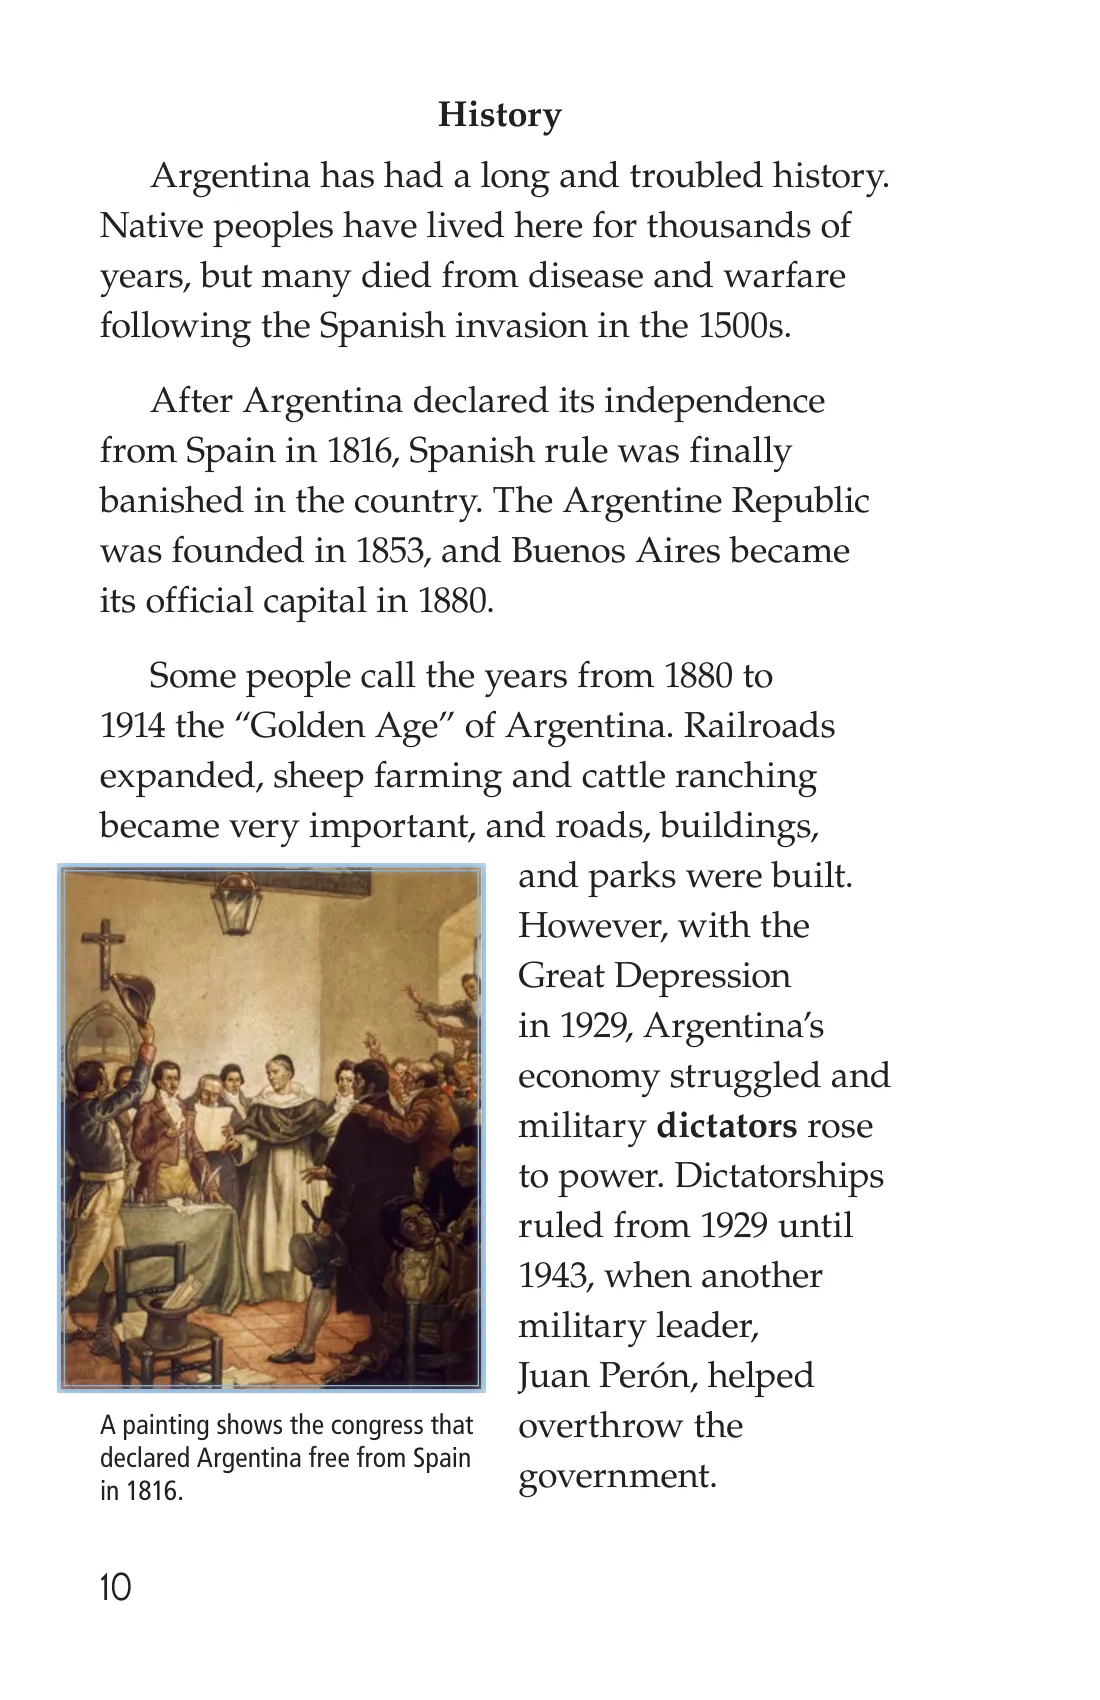 History
Argentina has had a long and troubled history.
Native peoples have lived here for thousands of
years, but many died from disease and warfare
following the Spanish invasion in the 1500s.
After Argentina declared its independence
from Spain in 1816, Spanish rule was finally
banished in the country. The Argentine Republic
was founded in 1853, and Buenos Aires became
its official capital in 1880.
Some people call the years from 1880 to
1914 the “Golden Age” of Argentina. Railroads
expanded, sheep farming and cattle ranching
became very important, and roads, buildings,
and parks were built.
However, with the
Great Depression
in 1929, Argentina’s
economy struggled and
military dictators rose
to power. Dictatorships
ruled from 1929 until
1943, when another
military leader,
Juan Perón, helped
overthrow the
government.
A painting shows the congress that
declared Argentina free from Spain
in 1816.
10